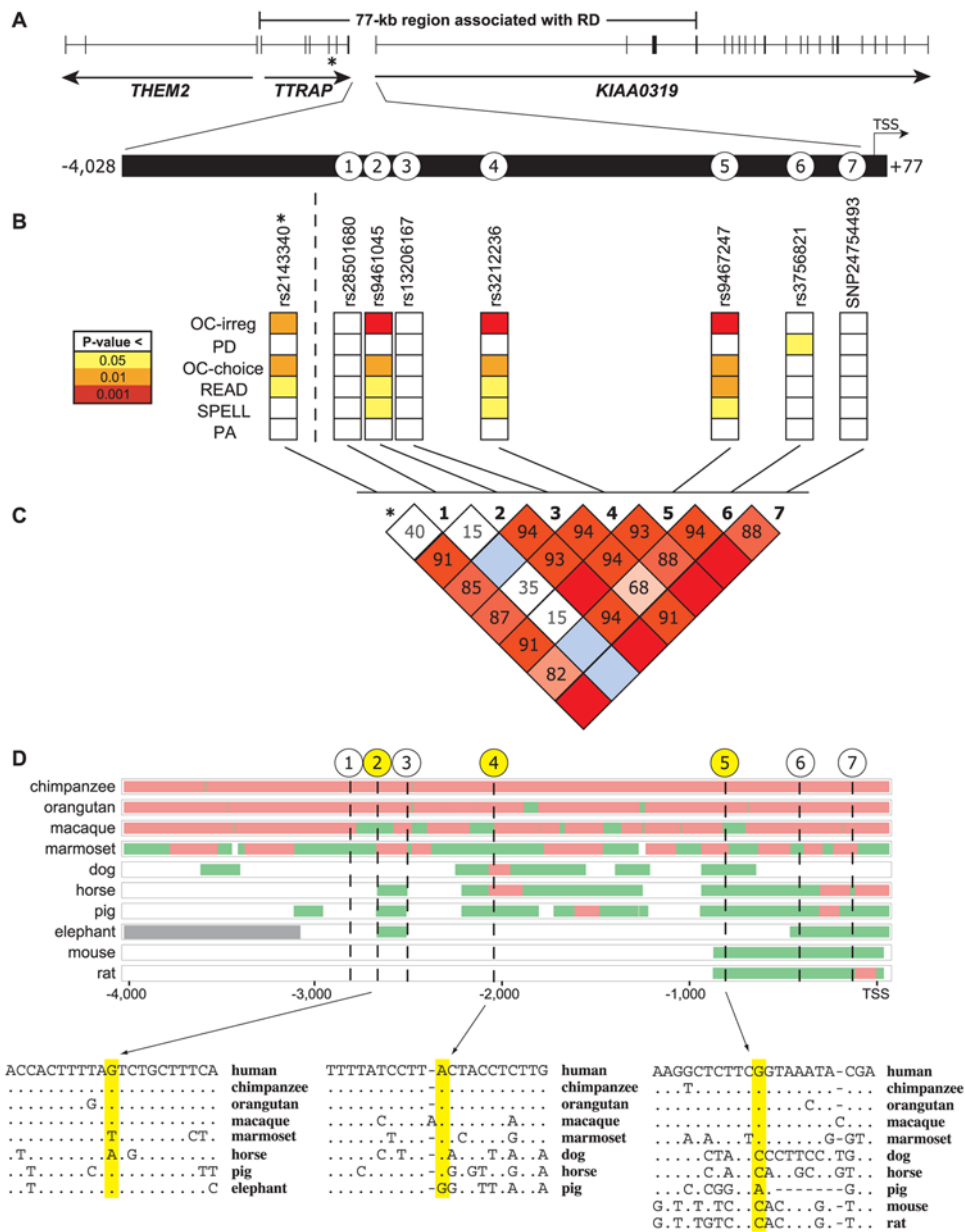 A
77-kb region associated with RD
*
THEM2
TTRAP
KIAA0319
TSS
-4,028
1 2 3 4 5 6 7
+77
B
rs2143340*
rs28501680
rs9461045
rs13206167
rs3212236
rs9467247
rs3756821
SNP24754493
P-value <
0.05
0.01
0.001
OC-irreg
PD
OC-choice
READ
SPELL
PA
C
* 1 2 3 4 5 6 7
40 15 94 94 93 94 88
91 93 94 88
85 35 68
87 15 94 91
91
82
D
1 2 3 4 5 6 7
chimpanzee
orangutan
macaque
marmoset
dog
horse
pig
elephant
mouse
rat
-4,000 -3,000 -2,000 -1,000 TSS
ACCACTTTTAGTCTGCTTTCA human
. . . . . . . . . . . . . . . . . . . . . chimpanzee
. . . . . . . . G . . . . . . . . . . . . orangutan
. . . . . . . . . . . . . . . . . . . . . macaque
. . . . . . . . . . T . . . . . . . CT . marmoset
. T . . . . . . . . A . G . . . . . . . . horse
. . T . . . . . C . . . . . . . . . . TT pig
. . T . . . . . . . . . . . . . . . . . C elephant
TTTTATCCTT-ACTACCTCTTG human
. . . . . . . . . . - . . . . . . . . . . chimpanzee
. . . . . . . . . . - . . . . . . . . . . orangutan
. . . . . C . . . . A . . . . . . . A . . macaque
. . . . . . T . . . - . . C . . . . G . . marmoset
. . . . . C . T . . - A . . . T . . A . A dog
. . . C . . . . . . - . G . GT . . G . . horse
. . . . . . . . . . - GG . . TT . A . . A pig
AAGGCTCTTCGGTAAATA-CGA human
. . . T . . . . . . . . . . . . . . - . . . chimpanzee
. . . . . . . . . . . . . . . C . . - . . . orangutan
. . . . . . . . . . . . . . . . . . C . . . macaque
. . . A . A . . . T . . . . . . . G - GT . marmoset
. . . . . CTA . . CCCTTCC . TG . dog
. . . . . C . A . . CA . . GC . . GT . horse
. . . C . CGG . . A . - - - - - - - G . . pig
G . T . T . TC . . CAC . . . G . . T . . mouse
G . T . TGTC . . CAC . . . G . - . . . rat